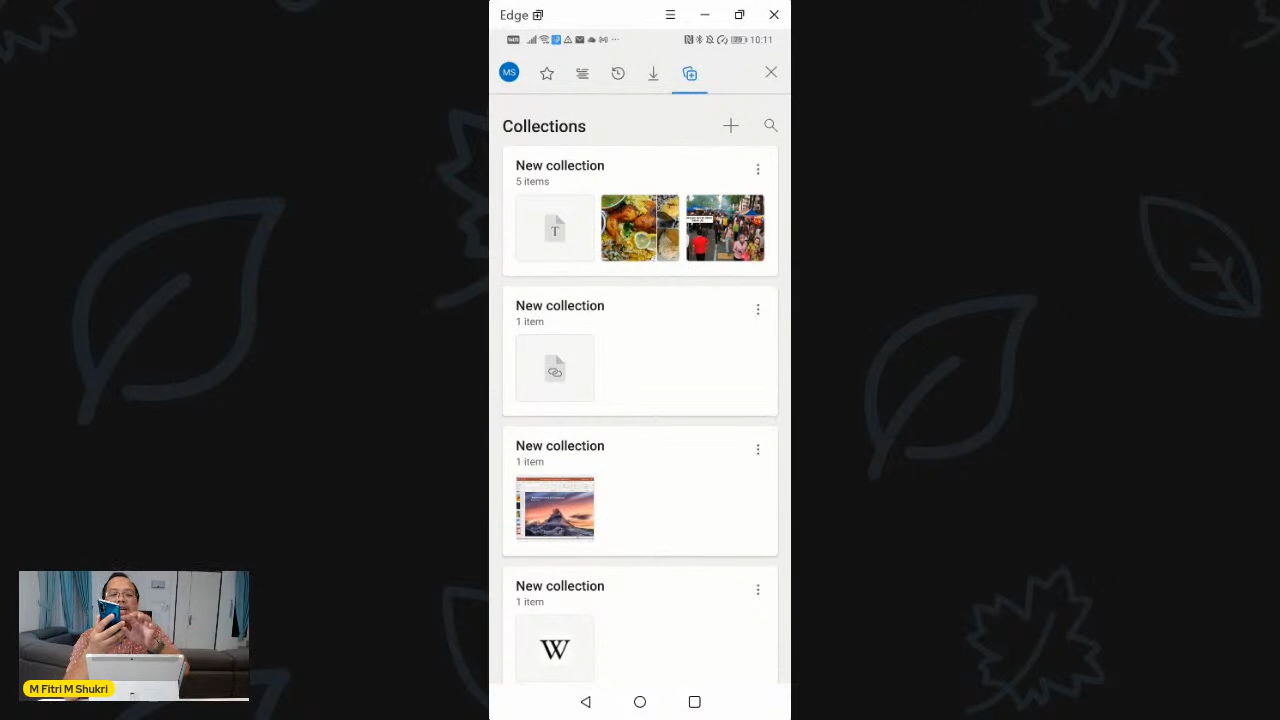 Edge
10:11
MS
Collections
New collection
5 items
T
New collection
1 item
New collection
1 item
New collection
1 item
W
M Fitri M Shukri